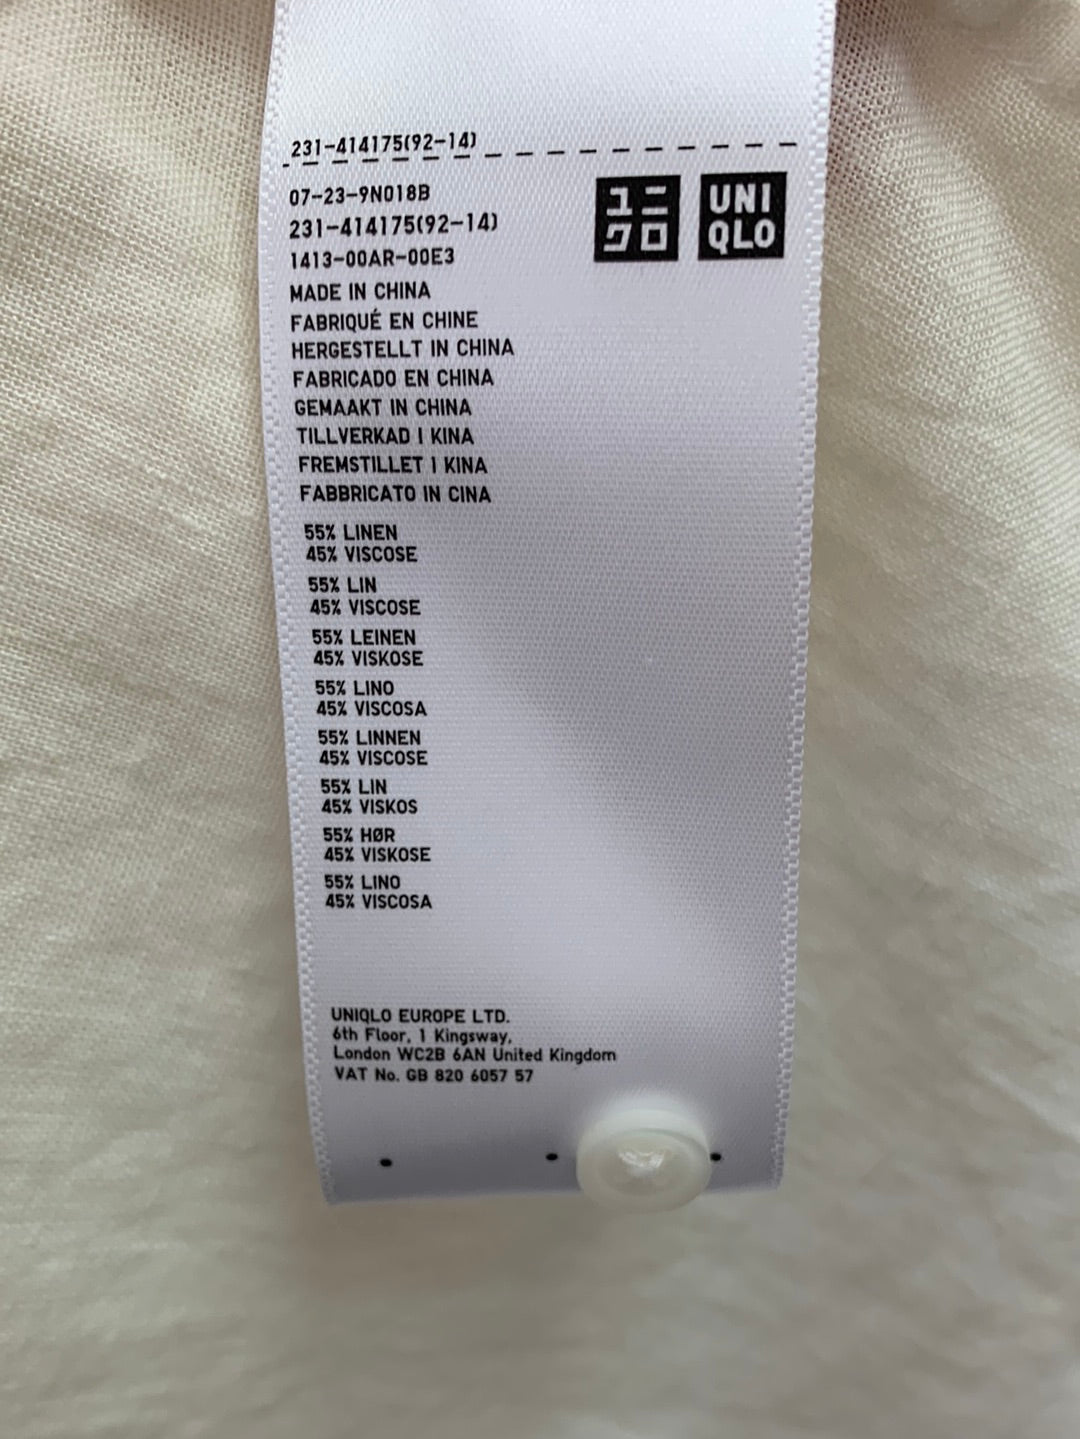 231-414175(92-14)
07-23-9N018B
231-414175(92-14)
1413-00AR-00E3
ユニ
クロ
UNI
QLO
MADE IN CHINA
FABRIQUÉ EN CHINE
HERGESTELLT IN CHINA
FABRICADO EN CHINA
GEMAAKT IN CHINA
TILLVERKAD I KINA
FREMSTILLET I KINA
FABBRICATO IN CINA
55% LINEN
45% VISCOSE
55% LIN
45% VISCOSE
55% LEINEN
45% VISKOSE
55% LINO
45% VISCOSA
55% LINNEN
45% VISCOSE
55% LIN
45% VISKOS
55% HØR
45% VISKOSE
55% LINO
45% VISCOSA
UNIQLO EUROPE LTD.
6th Floor, 1 Kingsway,
London WC2B 6AN United Kingdom
VAT No. GB 820 6057 57